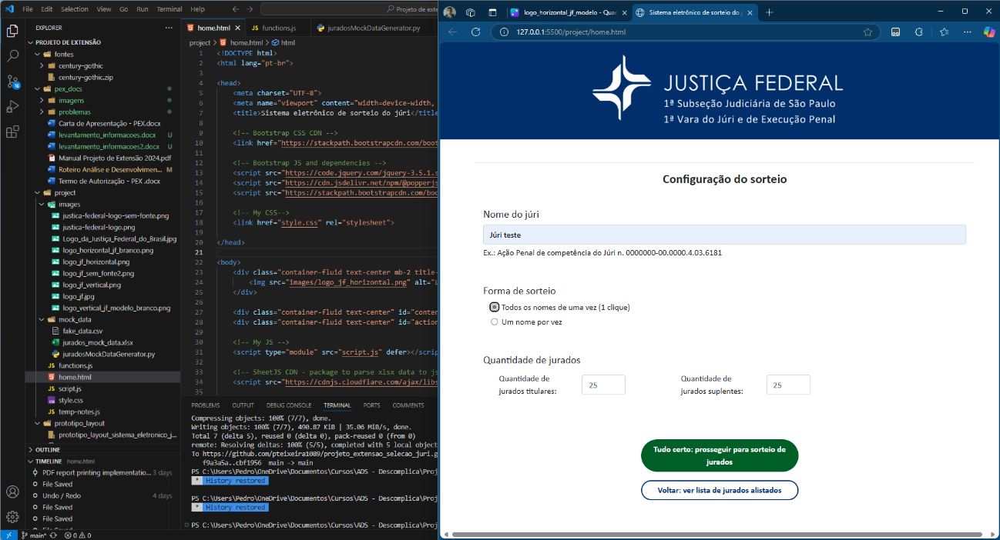 File Edit Selection View Go Run Terminal Help
Projeto de exte
EXPLORER
PROJETO DE EXTENSÃO
fontes
century-gothic
century-gothic.zip
pex_docs
imagens
problemas
Carta de Apresentação - PEX.docx
levantamento_informacoes.docx U
levantamento_informacoes2.docx U
Manual Projeto de Extensão 2024.pdf
Roteiro Análise e Desenvolvimen... M
Termo de Autorização - PEX .docx
project
images
justica-federal-logo-sem-fonte.png
justica-federal-logo.png
Logo_da_Justiça_Federal_do_Brasil.jpg
logo_horizontal_jf_branco.png
logo_jf_horizontal.png
logo_jf_sem_fonte2.png
logo_jf_vertical.png
logo_jf.jpg
logo_vertical_jf_modelo_branco.png
mock_data
fake_data.csv
jurados_mock_data.xlsx
juradosMockDataGenerator.py
JS functions.js
home.html
JS script.js
style.css
JS temp-notes.js
prototipo_layout
prototipo_layout_sistema_eletronico_j...
OUTLINE
TIMELINE home.html
PDF report printing implementatio... 3 days
File Saved
Undo / Redo 4 days
File Saved
File Saved
main* 0 0
16
home.html
JS functions.js
juradosMockDataGenerator.py
project > home.html > html
1 <!DOCTYPE html>
2 <html lang="pt-br">
3
4 <head>
5 <meta charset="UTF-8">
6 <meta name="viewport" content="width=device-width,
7 <title>Sistema eletrônico de sorteio do júri</title
8
9 <!-- Bootstrap CSS CDN -->
10 <link href="https://stackpath.bootstrapcdn.com/boot
11
12 <!-- Bootstrap JS and dependencies -->
13 <script src="https://code.jquery.com/jquery-3.5.1.s
14 <script src="https://cdn.jsdelivr.net/npm/@popperjs
15 <script src="https://stackpath.bootstrapcdn.com/boo
16
17 <!-- My CSS-->
18 <link href="style.css" rel="stylesheet">
19
20 </head>
21
22 <body>
23 <div class="container-fluid text-center mb-2 title-
24 <img src="images/logo_jf_horizontal.png" alt="L
25 </div>
26
27 <div class="container-fluid text-center" id="conten
28 <div class="container-fluid text-center" id="action
29
30 <!-- My JS -->
31 <script type="module" src="script.js" defer></scrip
32
33 <!-- SheetJS CDN - package to parse xlsx data to js
34 <script src="https://cdnjs.cloudflare.com/ajax/libs
35
PROBLEMS OUTPUT DEBUG CONSOLE TERMINAL PORTS COMMENTS
Compressing objects: 100% (7/7), done.
Writing objects: 100% (7/7), 490.87 KiB | 35.06 MiB/s, done.
Total 7 (delta 5), reused 0 (delta 0), pack-reused 0 (from 0)
remote: Resolving deltas: 100% (5/5), completed with 5 local object
To https://github.com/pteixeira1089/projeto_extensao_selecao_juri.g
f9a3a5a..cbf1956 main -> main
PS C:\Users\Pedro\OneDrive\Documentos\Cursos\ADS - Descomplica\Proj
* History restored
PS C:\Users\Pedro\OneDrive\Documentos\Cursos\ADS - Descomplica\Proj
* History restored
PS C:\Users\Pedro\OneDrive\Documentos\Cursos\ADS - Descomplica\Proj
logo_horizontal_jf_modelo - Quad
Sistema eletrônico de sorteio do j
127.0.0.1:5500/project/home.html
JUSTIÇA FEDERAL
1ª Subseção Judiciária de São Paulo
1ª Vara do Júri e de Execução Penal
Configuração do sorteio
Nome do júri
Júri teste
Ex.: Ação Penal de competência do Júri n. 0000000-00.0000.4.03.6181
Forma de sorteio
Todos os nomes de uma vez (1 clique)
Um nome por vez
Quantidade de jurados
Quantidade de jurados titulares:
25
Quantidade de jurados suplentes:
25
Tudo certo: prosseguir para sorteio de
jurados
Voltar: ver lista de jurados alistados